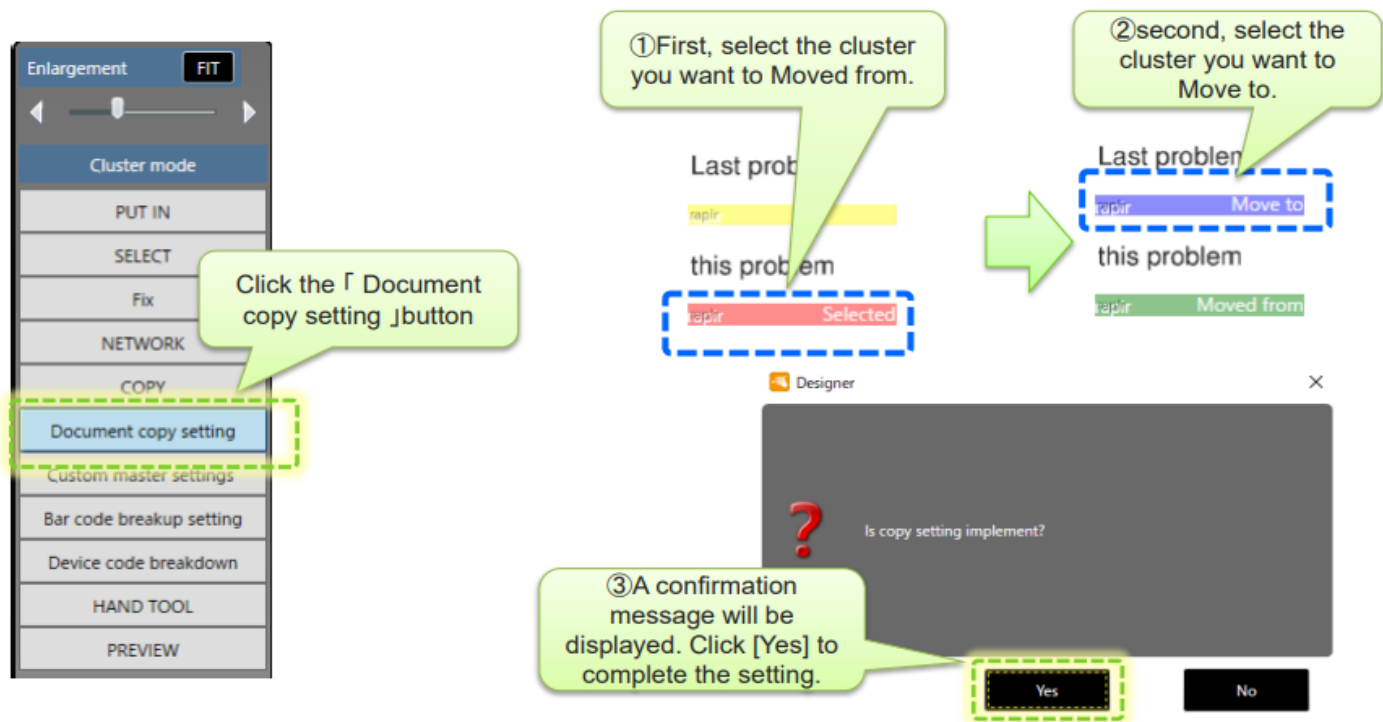 Enlargement
FIT
Cluster mode
PUT IN
SELECT
Fix
NETWORK
COPY
Document copy setting
Custom master settings
Bar code breakup setting
Device code breakdown
HAND TOOL
PREVIEW
Click the「 Document
copy setting 」button
①First, select the cluster
you want to Moved from.
Last prob
this problem
Selected
②second, select the
cluster you want to
Move to.
Last problem
Move to
this problem
Moved from
Designer
Is copy setting implement?
③A confirmation
message will be
displayed. Click [Yes] to
complete the setting.
Yes
No